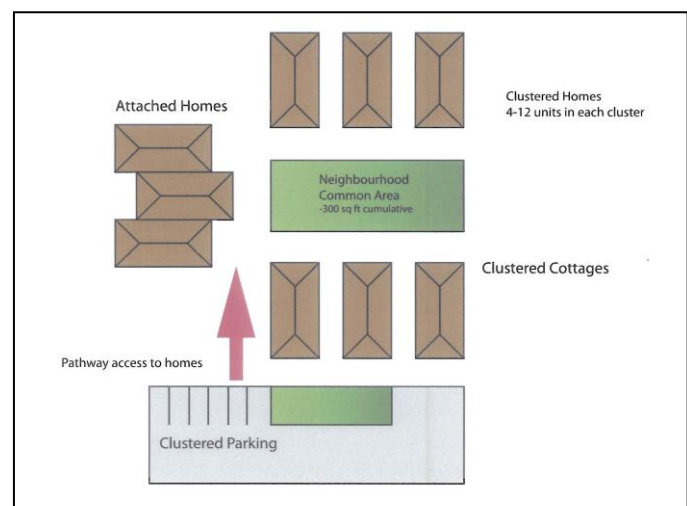 Attached Homes
Clustered Homes
4-12 units in each cluster
Neighbourhood
Common Area
-300 sq ft cumulative
Clustered Cottages
Pathway access to homes
Clustered Parking